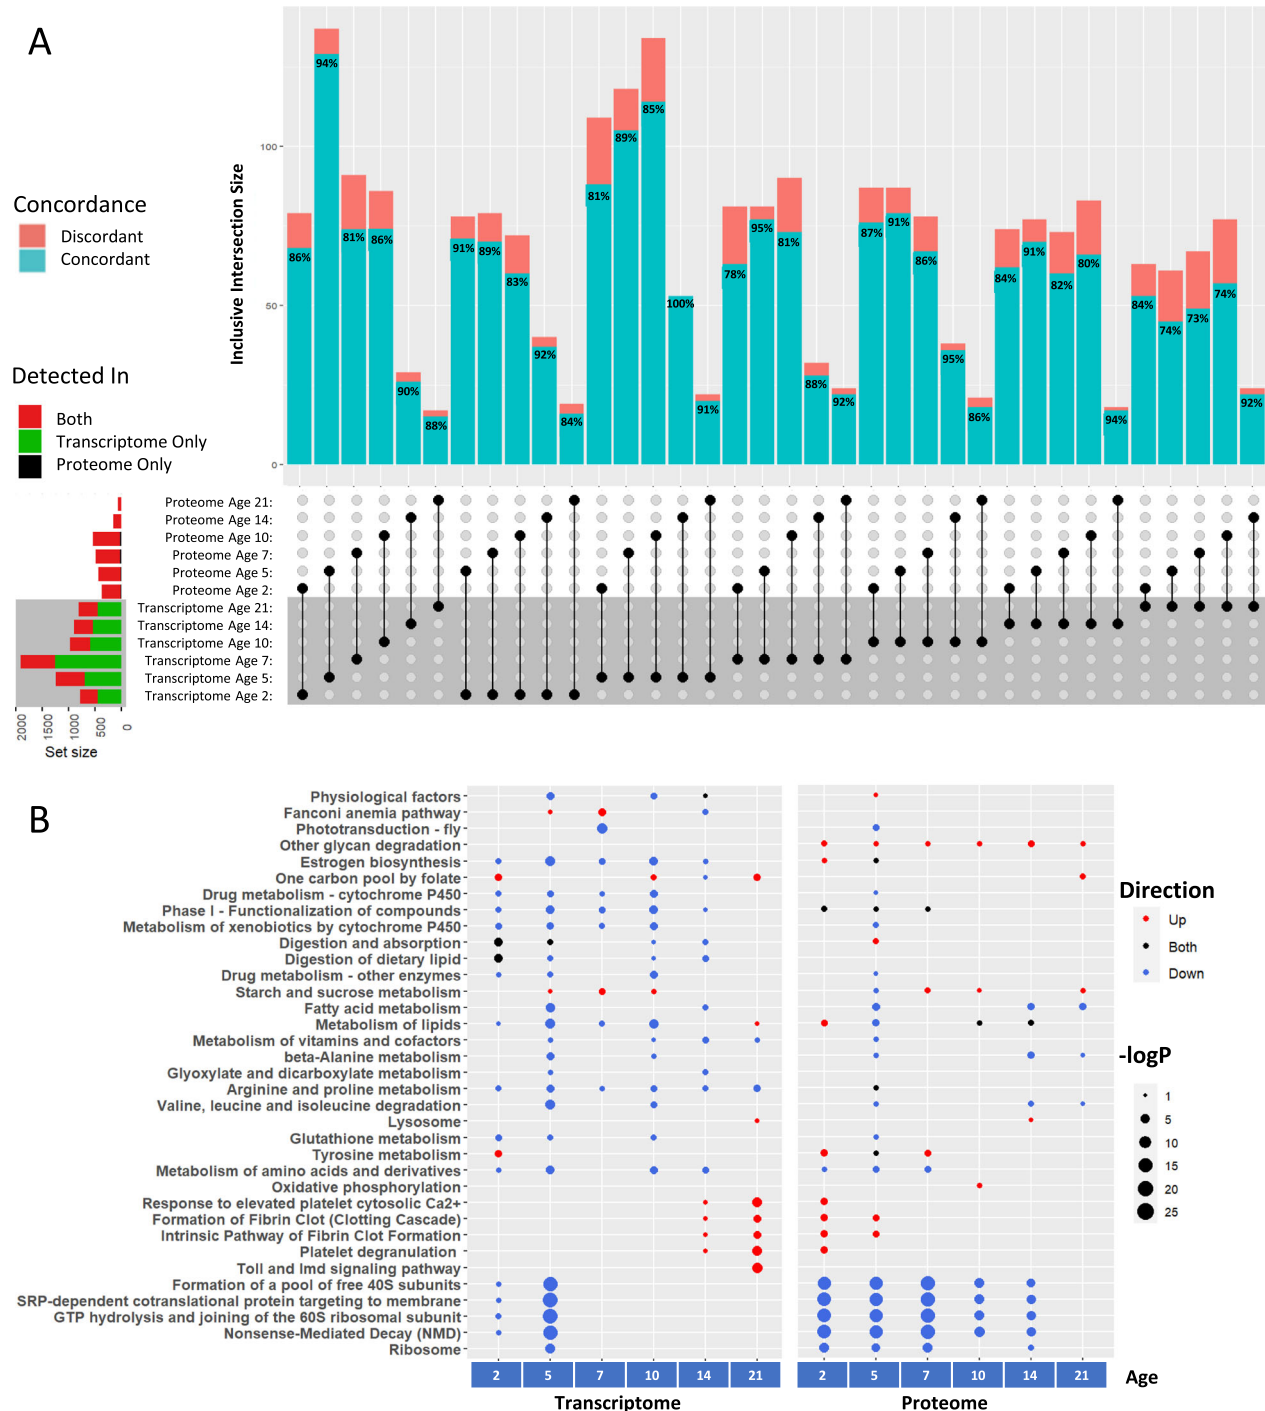 A
Concordance
Discordant
Concordant
Detected In
Both
Transcriptome Only
Proteome Only
Inclusive Intersection Size
100
50
0
86%
94%
81%
86%
90%
88%
91%
89%
83%
92%
84%
81%
89%
85%
100%
91%
78%
95%
81%
88%
92%
87%
91%
86%
95%
86%
84%
91%
82%
80%
94%
84%
74%
73%
74%
92%
Proteome Age 21:
Proteome Age 14:
Proteome Age 10:
Proteome Age 7:
Proteome Age 5:
Proteome Age 2:
Transcriptome Age 21:
Transcriptome Age 14:
Transcriptome Age 10:
Transcriptome Age 7:
Transcriptome Age 5:
Transcriptome Age 2:
2000
1500
1000
500
0
Set size
B
Physiological factors
Fanconi anemia pathway
Phototransduction - fly
Other glycan degradation
Estrogen biosynthesis
One carbon pool by folate
Drug metabolism - cytochrome P450
Phase I - Functionalization of compounds
Metabolism of xenobiotics by cytochrome P450
Digestion and absorption
Digestion of dietary lipid
Drug metabolism - other enzymes
Starch and sucrose metabolism
Fatty acid metabolism
Metabolism of lipids
Metabolism of vitamins and cofactors
beta-Alanine metabolism
Glyoxylate and dicarboxylate metabolism
Arginine and proline metabolism
Valine, leucine and isoleucine degradation
Lysosome
Glutathione metabolism
Tyrosine metabolism
Metabolism of amino acids and derivatives
Oxidative phosphorylation
Response to elevated platelet cytosolic Ca2+
Formation of Fibrin Clot (Clotting Cascade)
Intrinsic Pathway of Fibrin Clot Formation
Platelet degranulation
Toll and Imd signaling pathway
Formation of a pool of free 40S subunits
SRP-dependent cotranslational protein targeting to membrane
GTP hydrolysis and joining of the 60S ribosomal subunit
Nonsense-Mediated Decay (NMD)
Ribosome
2 5 7 10 14 21
2 5 7 10 14 21
Age
Transcriptome
Proteome
Direction
Up
Both
Down
-logP
1
5
10
15
20
25